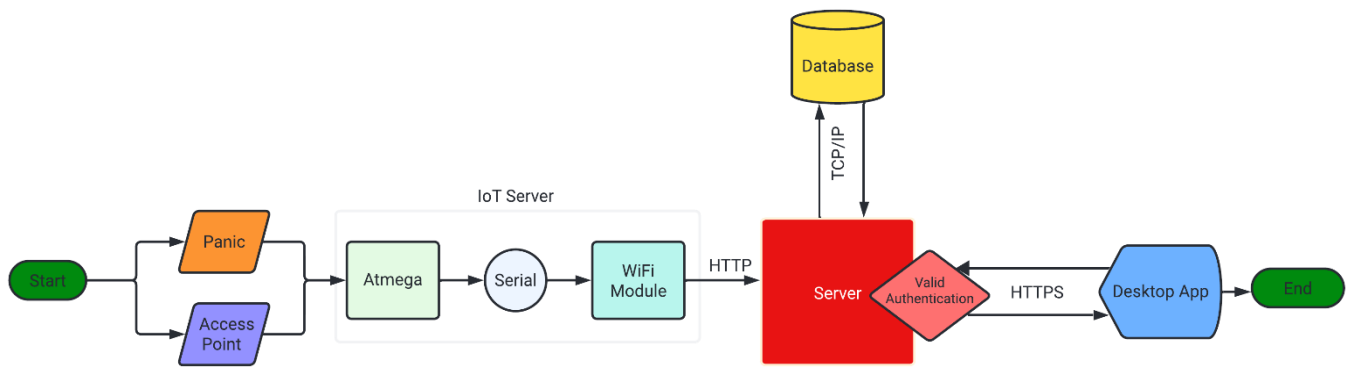 Database
TCP/IP
IoT Server
Start
Panic
Access
Point
Atmega
Serial
WiFi
Module
HTTP
Server
Valid
Authentication
HTTPS
Desktop App
End